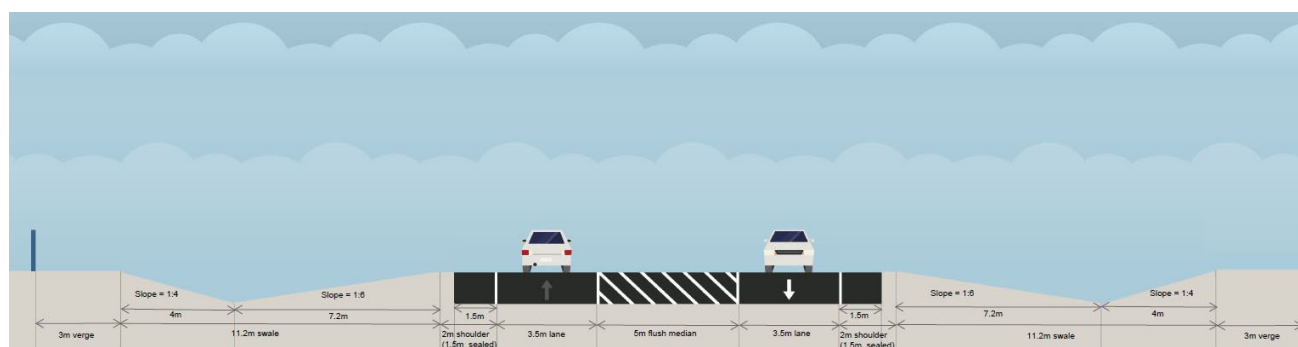 Slope = 1:4
Slope = 1:6
Slope = 1:6
Slope = 1:4
4m
7.2m
1.5m
1.5m
7.2m
4m
3m verge
11.2m swale
2m shoulder
(1.5m sealed)
3.5m lane
5m flush median
3.5m lane
2m shoulder
(1.5m sealed)
11.2m swale
3m verge